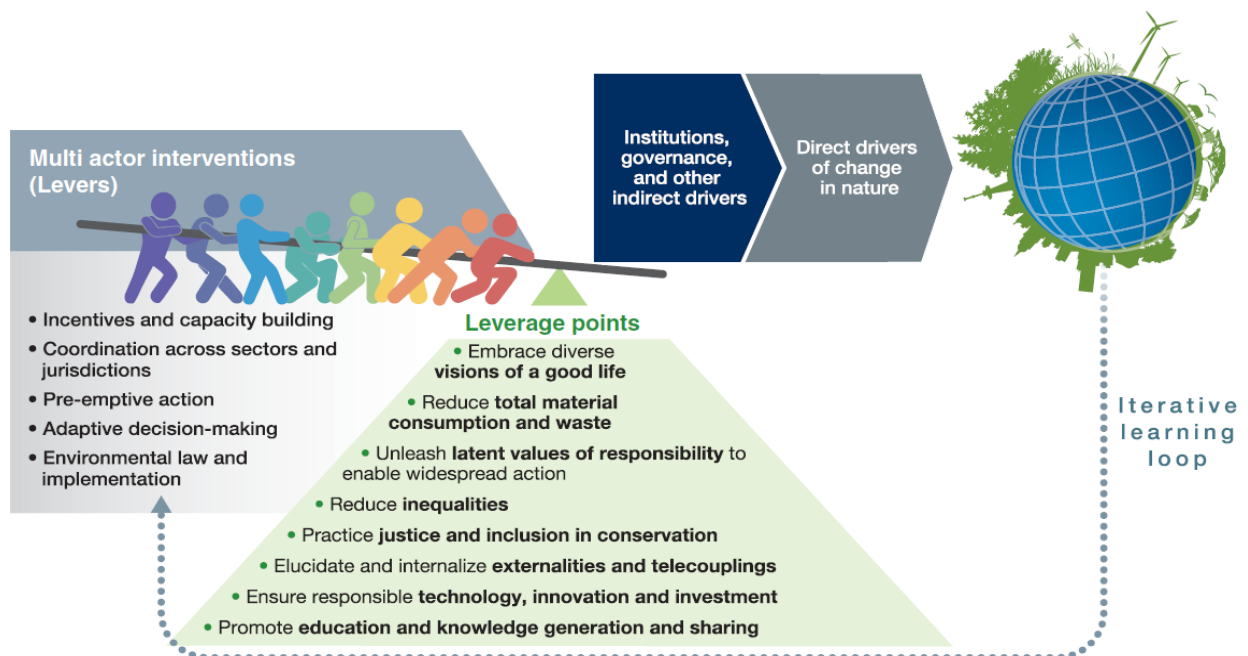 Multi actor interventions
(Levers)
• Incentives and capacity building
• Coordination across sectors and
jurisdictions
• Pre-emptive action
• Adaptive decision-making
• Environmental law and
implementation
Leverage points
• Embrace diverse
visions of a good life
• Reduce total material
consumption and waste
• Unleash latent values of responsibility to
enable widespread action
• Reduce inequalities
• Practice justice and inclusion in conservation
• Elucidate and internalize externalities and telecouplings
• Ensure responsible technology, innovation and investment
• Promote education and knowledge generation and sharing
Institutions,
governance,
and other
indirect drivers
Direct drivers
of change
in nature
Iterative
learning
loop